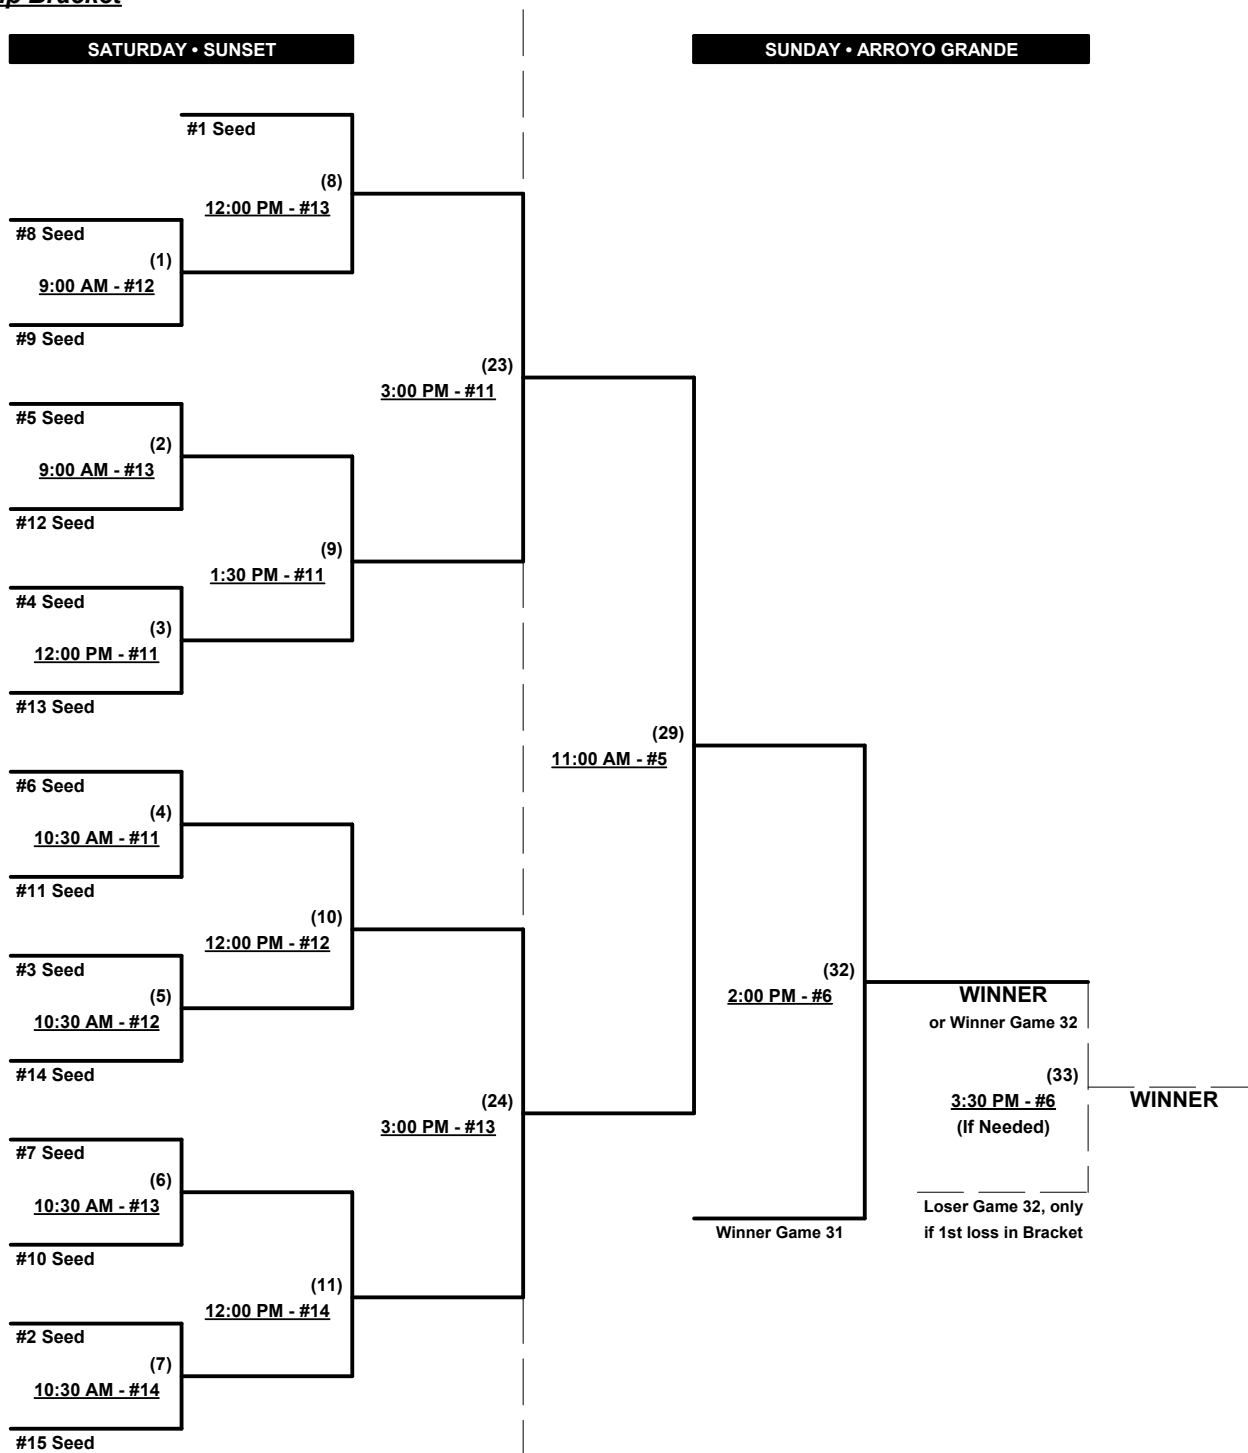 SATURDAY • SUNSET
SUNDAY • ARROYO GRANDE
#1 Seed
(8)
12:00 PM - #13
#8 Seed
(1)
9:00 AM - #12
#9 Seed
(23)
3:00 PM - #11
#5 Seed
(2)
9:00 AM - #13
#12 Seed
(9)
1:30 PM - #11
#4 Seed
(3)
12:00 PM - #11
#13 Seed
(29)
11:00 AM - #5
#6 Seed
(4)
10:30 AM - #11
#11 Seed
(10)
12:00 PM - #12
#3 Seed
(5)
10:30 AM - #12
#14 Seed
(32)
2:00 PM - #6
WINNER
or Winner Game 32
(33)
3:30 PM - #6
(If Needed)
WINNER
(24)
3:00 PM - #13
#7 Seed
(6)
10:30 AM - #13
#10 Seed
Winner Game 31
Loser Game 32, only
if 1st loss in Bracket
(11)
12:00 PM - #14
#2 Seed
(7)
10:30 AM - #14
#15 Seed